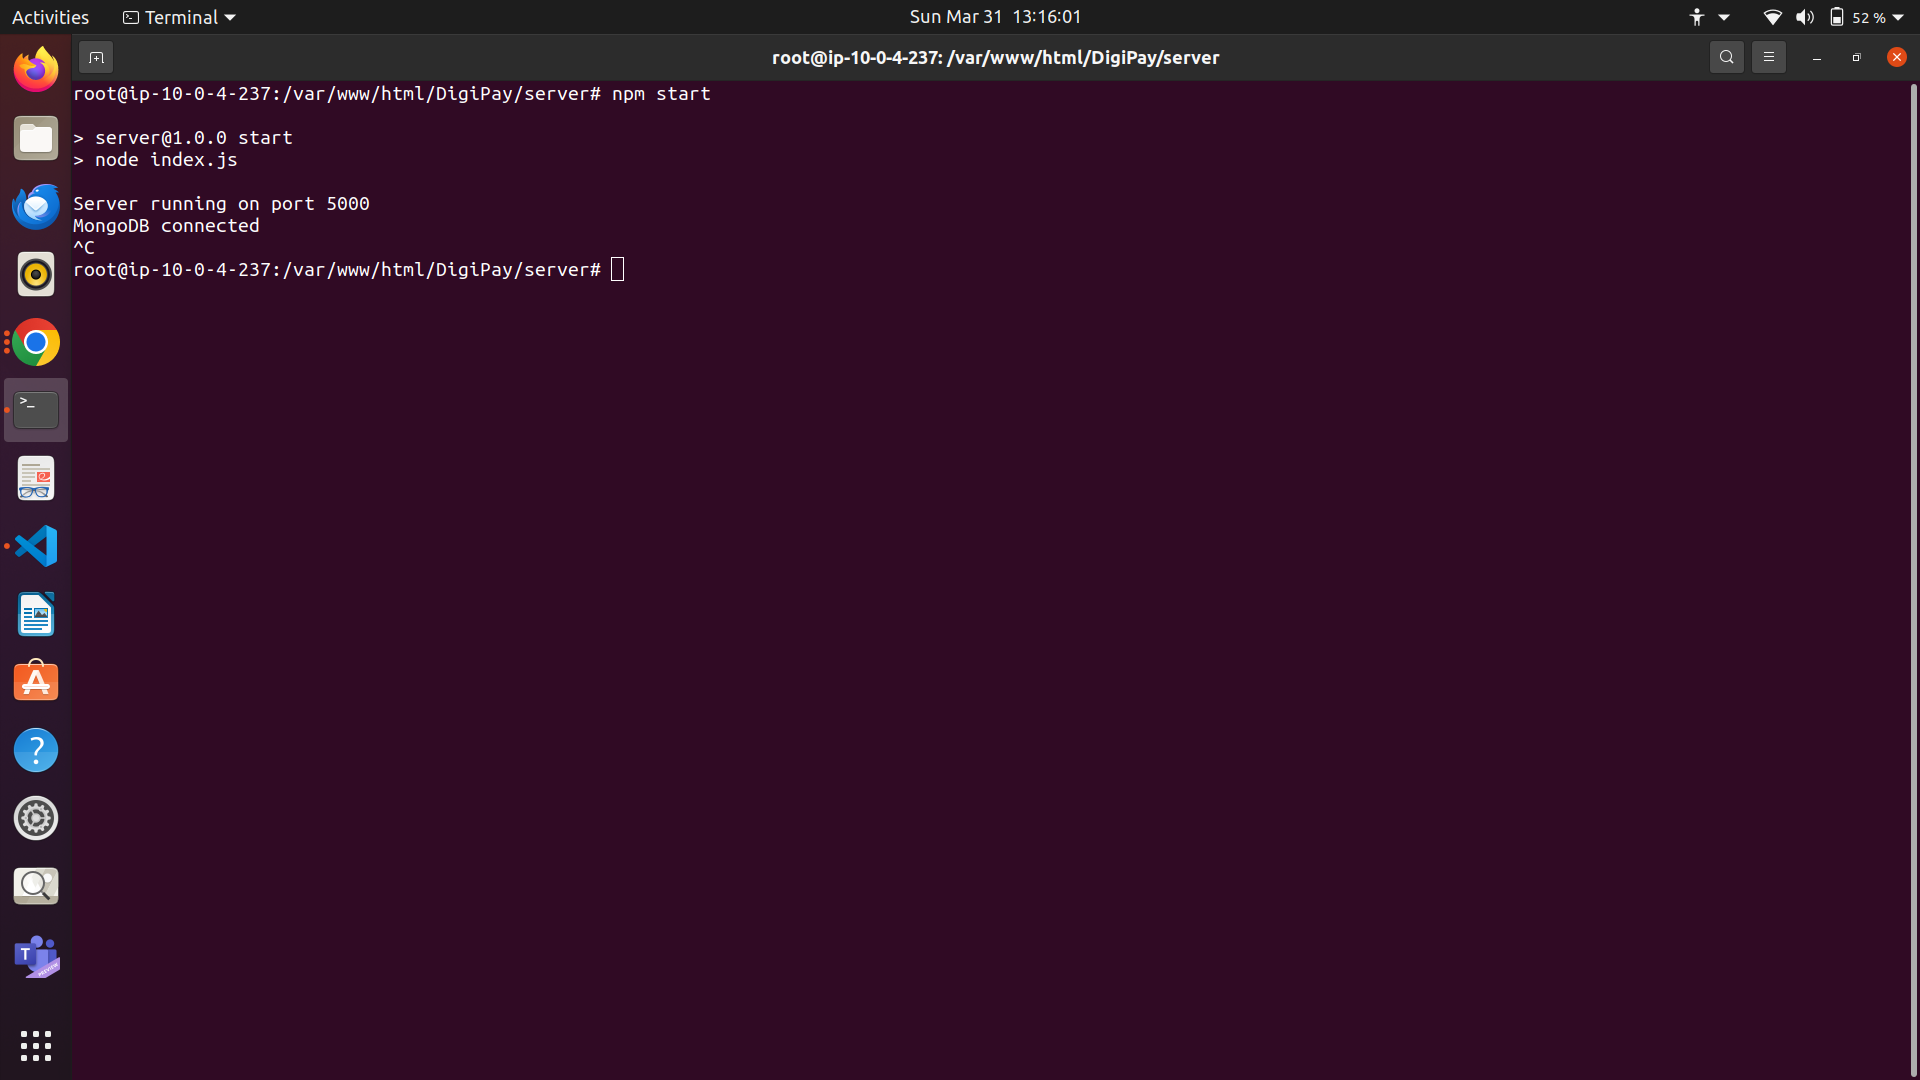 Activities Terminal Sun Mar 31 13:16:01 52 %
root@ip-10-0-4-237: /var/www/html/DigiPay/server
root@ip-10-0-4-237:/var/www/html/DigiPay/server# npm start
> server@1.0.0 start
> node index.js
Server running on port 5000
MongoDB connected
^C
root@ip-10-0-4-237:/var/www/html/DigiPay/server#
>_
?
T
PREVIEW